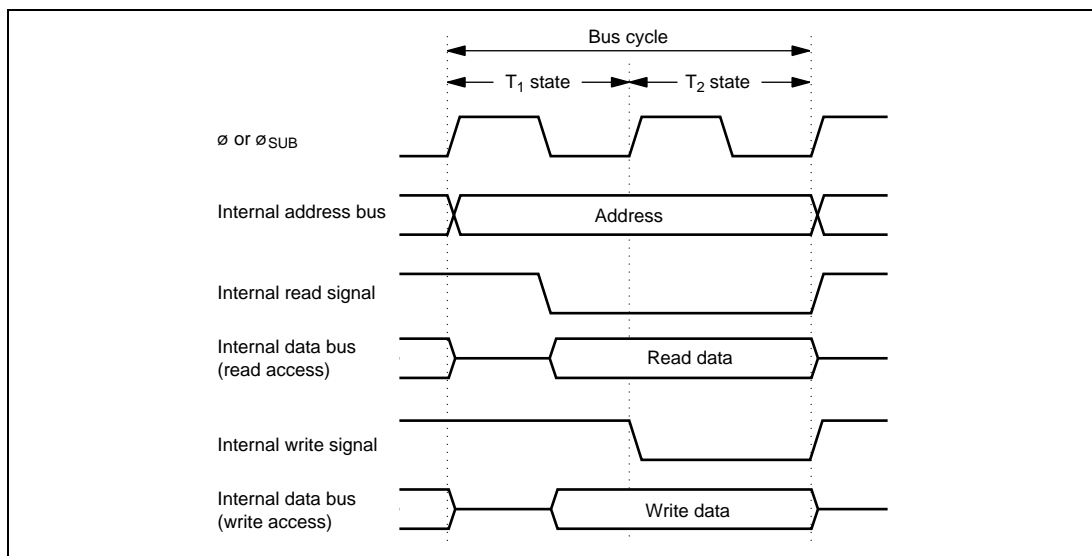 Bus cycle
T₁ state
T₂ state
ø or øSUB
Internal address bus
Address
Internal read signal
Internal data bus
(read access)
Read data
Internal write signal
Internal data bus
(write access)
Write data